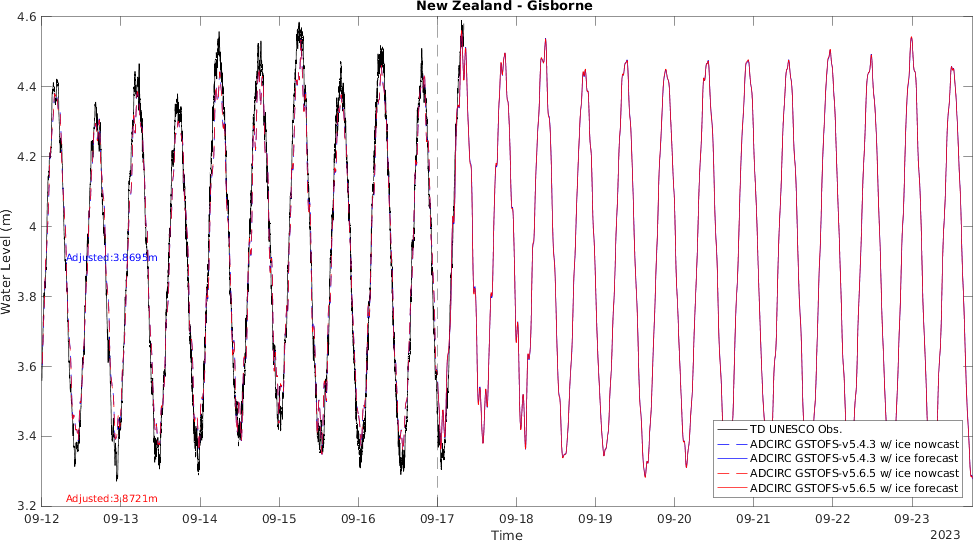 New Zealand - Gisborne
4.6
4.4
4.2
4
3.8
3.6
3.4
3.2
Water Level (m)
Adjusted:3.8695m
Adjusted:3.8721m
TD UNESCO Obs.
ADCIRC GSTOFS-v5.4.3 w/ ice nowcast
ADCIRC GSTOFS-v5.4.3 w/ ice forecast
ADCIRC GSTOFS-v5.6.5 w/ ice nowcast
ADCIRC GSTOFS-v5.6.5 w/ ice forecast
09-12 09-13 09-14 09-15 09-16 09-17 09-18 09-19 09-20 09-21 09-22 09-23
Time
2023